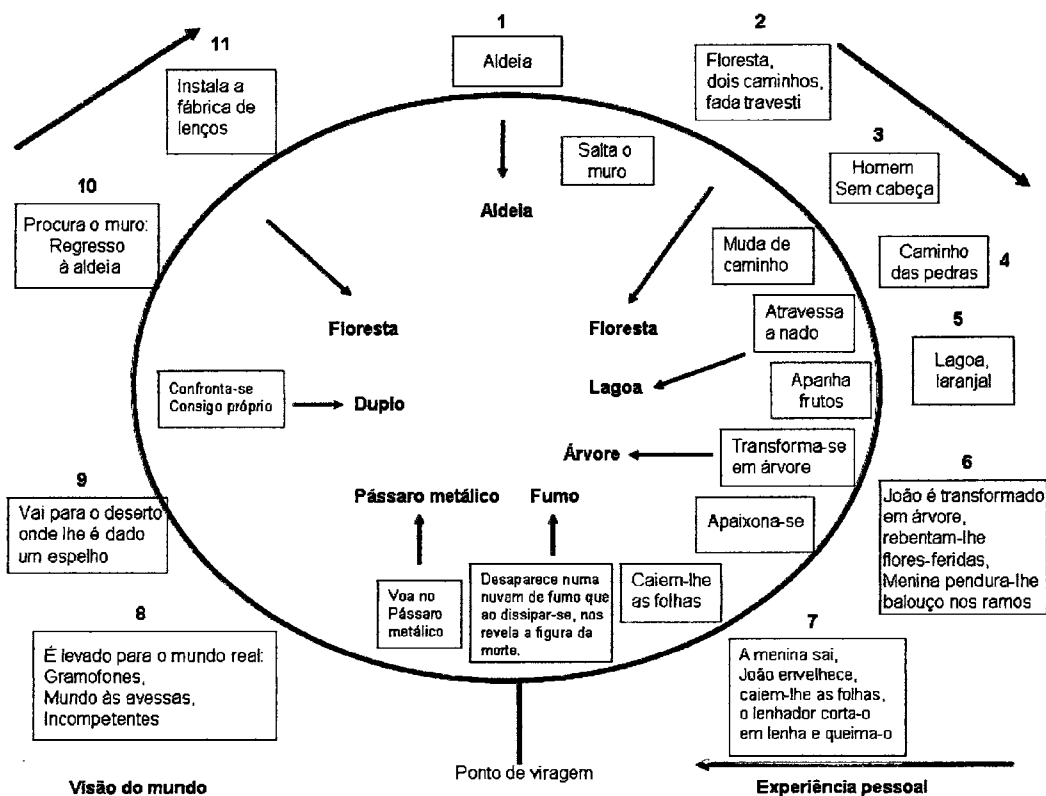 1
Aldeia
2
Floresta,
dois caminhos,
fada travesti
3
Homem
Sem cabeça
Caminho
das pedras
4
5
Lagoa,
laranjal
6
João é transformado
em árvore,
rebentam-lhe
flores-feridas,
Menina pendura-lhe
balouço nos ramos
7
A menina sai,
João envelhece,
caiem-lhe as folhas,
o lenhador corta-o
em lenha e queima-o
Experiência pessoal
Ponto de viragem
Visão do mundo
8
É levado para o mundo real:
Gramofones,
Mundo às avessas,
Incompetentes
9
Vai para o deserto
onde lhe é dado
um espelho
10
Procura o muro:
Regresso
à aldeia
11
Instala a
fábrica de
lenços
Aldeia
Salta o
muro
Muda de
caminho
Floresta
Floresta
Atravessa
a nado
Lagoa
Apanha
frutos
Confronta-se
Consigo próprio
Duplo
Árvore
Transforma-se
em árvore
Pássaro metálico
Fumo
Apaixona-se
Voa no
Pássaro
metálico
Desaparece numa
nuvam de fumo que
ao dissipar-se, nos
revela a figura da
morte.
Caiem-lhe
as folhas